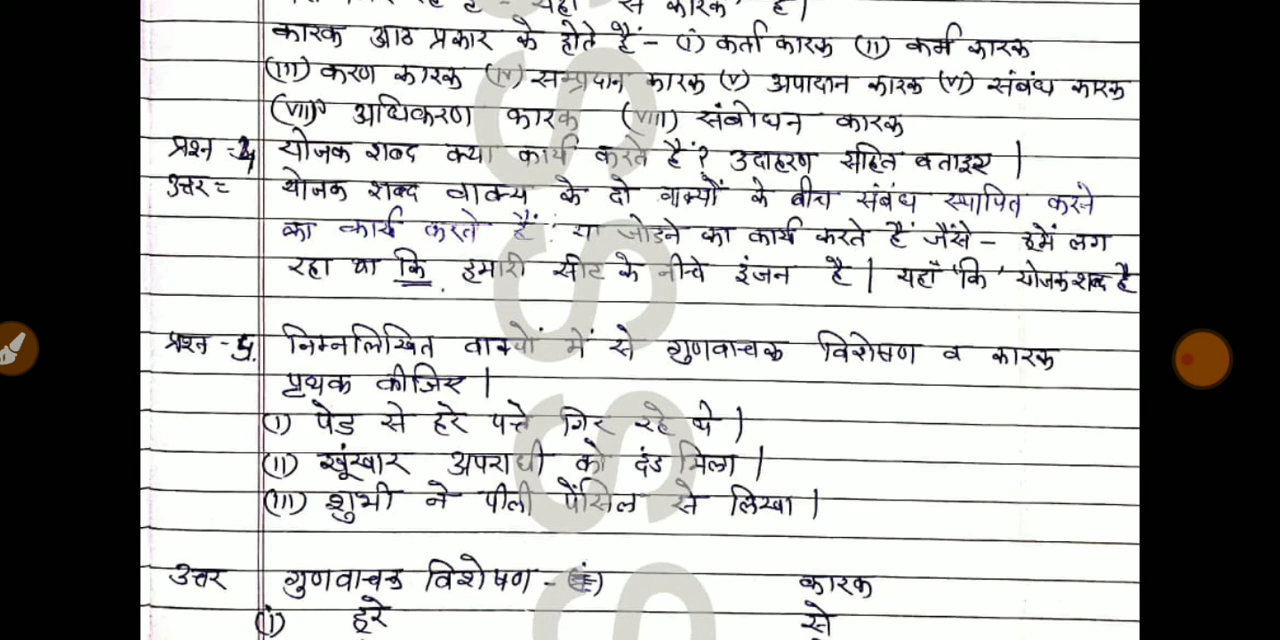 से कारक है।
कारक आठ प्रकार के होते हैं - (i) कर्ता कारक (ii) कर्म कारक
(iii) करण कारक (iv) सम्प्रदान कारक (v) अपादान कारक (vi) संबंध कारक
(vii) अधिकरण कारक (viii) संबोधन कारक
प्रश्न -4 योजक शब्द क्या कार्य करते हैं? उदाहरण सहित बताइए।
उत्तर = योजक शब्द वाक्य के दो वाक्यों के बीच संबंध स्थापित करने
का कार्य करते हैं। या जोडने का कार्य करते हैं जैसे - हमें लग
रहा था कि हमारी सीट के नीचे इंजन है। यहाँ 'कि' योजक शब्द है
प्रश्न -5. निम्नलिखित वाक्यों में से गुणवाचक विशेषण व कारक
पृथक कीजिए।
(i) पेड से हरे पत्ते गिर रहे थे।
(ii) खूंखार अपराधी को दंड मिला।
(iii) शुभी ने पीली पेंसिल से लिखा।
उत्तर गुणवाचक विशेषण - कारक
(i) हरे से